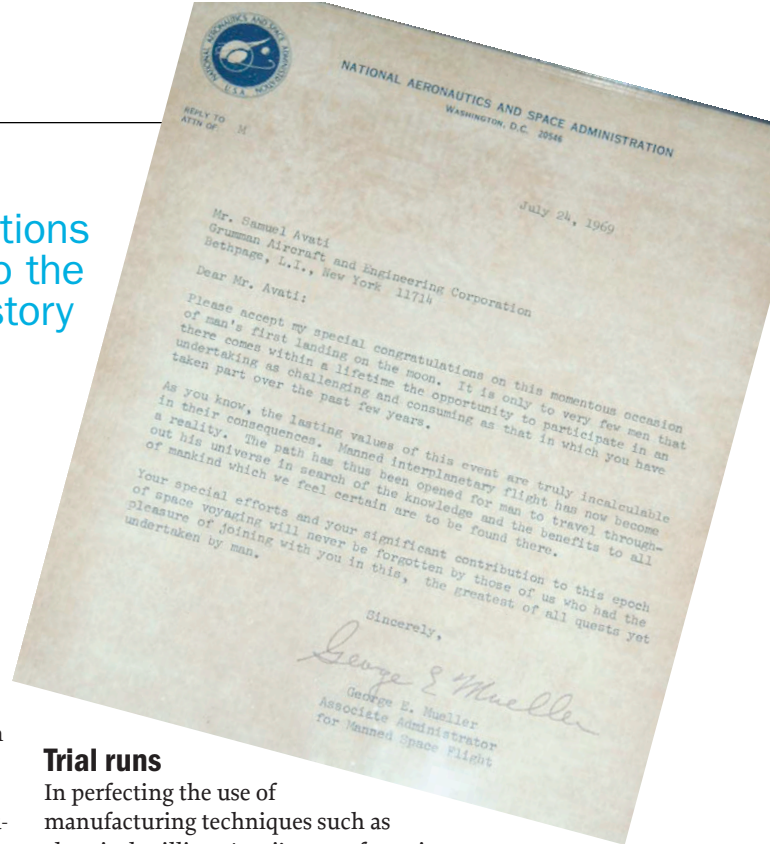 tions
o the
story
NATIONAL AERONAUTICS AND SPACE ADMINISTRATION
U.S.A.
NATIONAL AERONAUTICS AND SPACE ADMINISTRATION
WASHINGTON, D.C. 20546
REPLY TO
ATTN OF: M
July 24, 1969
Mr. Samuel Avati
Grumman Aircraft and Engineering Corporation
Bethpage, L.I., New York 11714
Dear Mr. Avati:
Please accept my special congratulations on this momentous occasion
of man's first landing on the moon. It is only to very few men that
there comes within a lifetime the opportunity to participate in an
undertaking as challenging and consuming as that in which you have
taken part over the past few years.
As you know, the lasting values of this event are truly incalculable
in their consequences. Manned interplanetary flight has now become
a reality. The path has thus been opened for man to travel through-
out his universe in search of the knowledge and the benefits to all
of mankind which we feel certain are to be found there.
Your special efforts and your significant contribution to this epoch
of space voyaging will never be forgotten by those of us who had the
pleasure of joining with you in this, the greatest of all quests yet
undertaken by man.
Sincerely,
George E Mueller
George E. Mueller
Associate Administrator
for Manned Space Flight
Trial runs
In perfecting the use of
manufacturing techniques such as